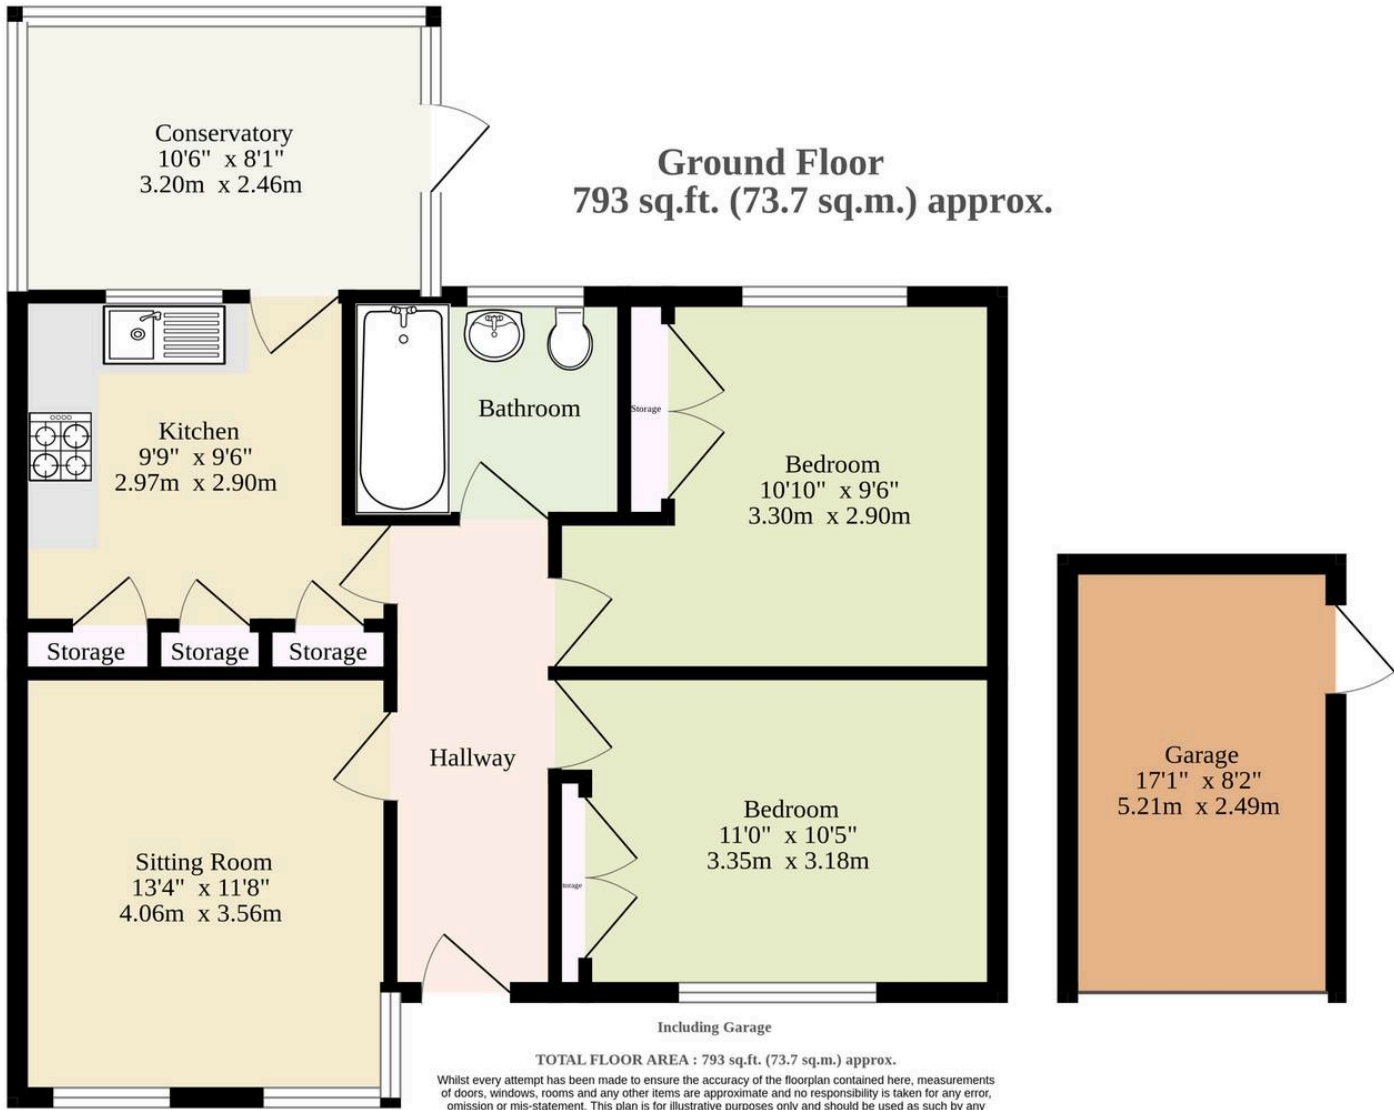 Conservatory
10'6" x 8'1"
3.20m x 2.46m
Ground Floor
793 sq.ft. (73.7 sq.m.) approx.
Kitchen
9'9" x 9'6"
2.97m x 2.90m
Bathroom
Storage
Bedroom
10'10" x 9'6"
3.30m x 2.90m
Storage
Storage
Storage
Hallway
Sitting Room
13'4" x 11'8"
4.06m x 3.56m
Bedroom
11'0" x 10'5"
3.35m x 3.18m
torage
Garage
17'1" x 8'2"
5.21m x 2.49m
Including Garage
TOTAL FLOOR AREA : 793 sq.ft. (73.7 sq.m.) approx.
Whilst every attempt has been made to ensure the accuracy of the floorplan contained here, measurements
of doors, windows, rooms and any other items are approximate and no responsibility is taken for any error,
omission or mis-statement. This plan is for illustrative purposes only and should be used as such by any